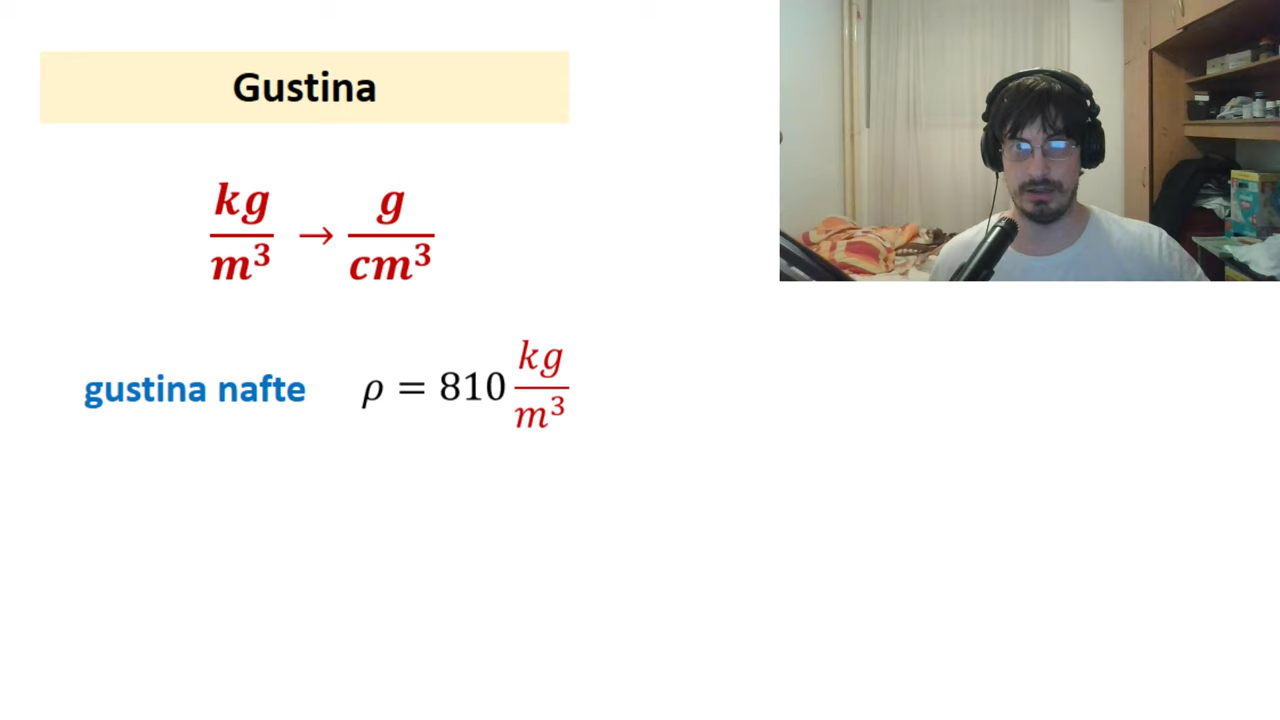 Gustina
kg/m³ → g/cm³
gustina nafte ρ = 810 kg/m³